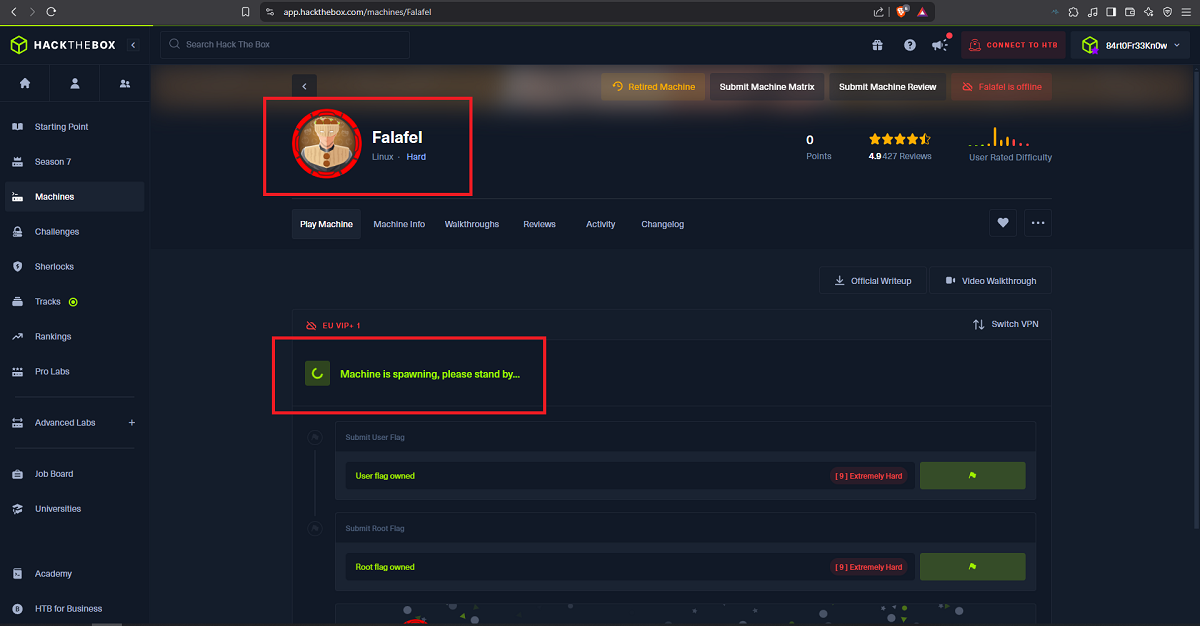 app.hackthebox.com/machines/Falafel
HACKTHEBOX
Search Hack The Box
CONNECT TO HTB
84rt0Fr33Kn0w
Starting Point
Season 7
Machines
Challenges
Sherlocks
Tracks
Rankings
Pro Labs
Advanced Labs +
Job Board
Universities
Academy
HTB for Business
Retired Machine
Submit Machine Matrix
Submit Machine Review
Falafel is offline
Falafel
Linux · Hard
0
Points
4.9 427 Reviews
User Rated Difficulty
Play Machine
Machine Info
Walkthroughs
Reviews
Activity
Changelog
Official Writeup
Video Walkthrough
EU VIP+ 1
Switch VPN
Machine is spawning, please stand by...
Submit User Flag
User flag owned
[ 9 ] Extremely Hard
Submit Root Flag
Root flag owned
[ 9 ] Extremely Hard